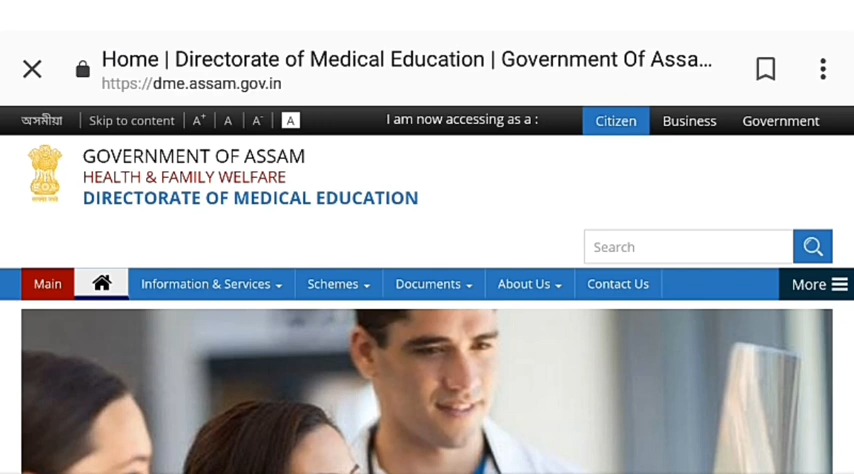 Home | Directorate of Medical Education | Government Of Assa...
https://dme.assam.gov.in
অসমীয়া Skip to content A+ A A- A I am now accessing as a : Citizen Business Government
GOVERNMENT OF ASSAM
HEALTH & FAMILY WELFARE
DIRECTORATE OF MEDICAL EDUCATION
Search
Main Information & Services Schemes Documents About Us Contact Us More